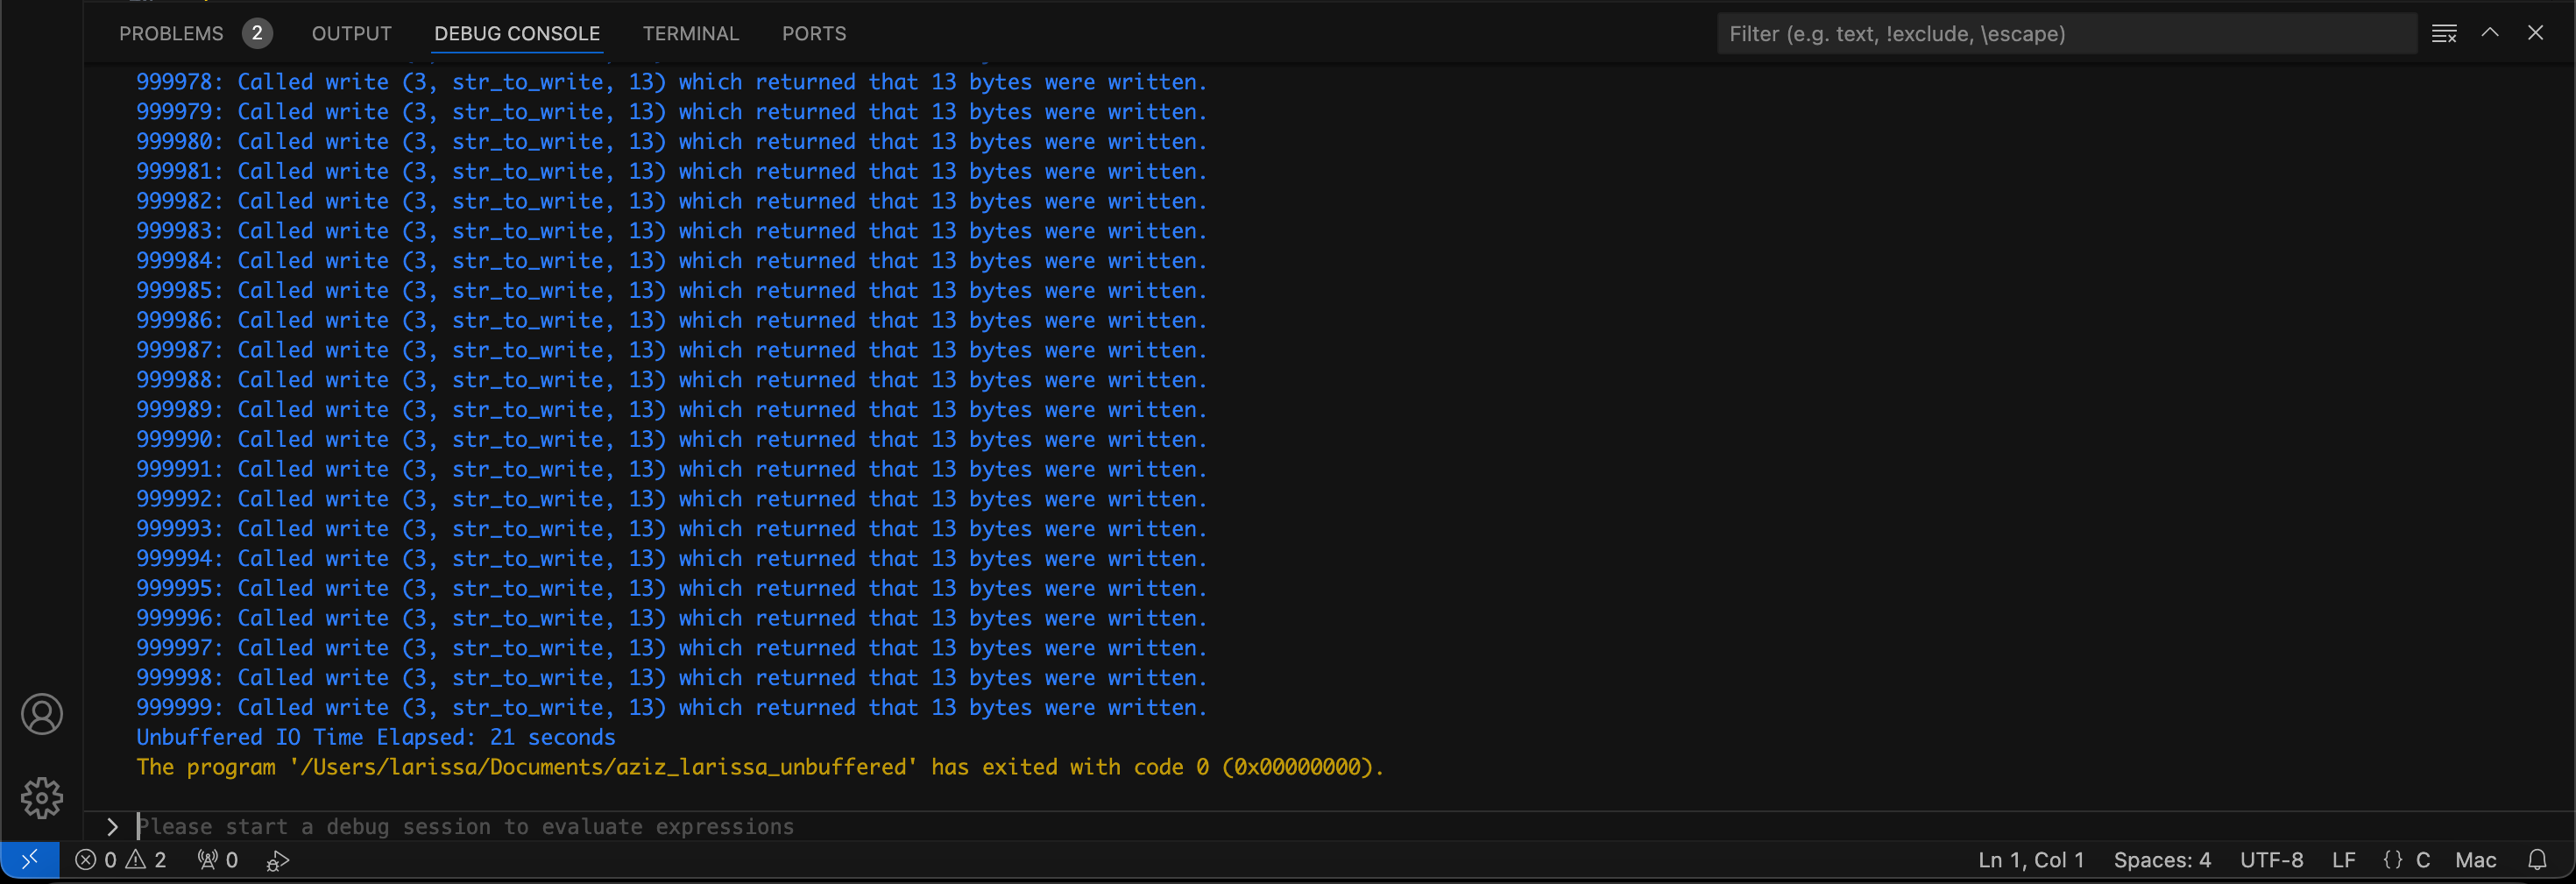 PROBLEMS 2 OUTPUT DEBUG CONSOLE TERMINAL PORTS Filter (e.g. text, !exclude, \escape)
999978: Called write (3, str_to_write, 13) which returned that 13 bytes were written.
999979: Called write (3, str_to_write, 13) which returned that 13 bytes were written.
999980: Called write (3, str_to_write, 13) which returned that 13 bytes were written.
999981: Called write (3, str_to_write, 13) which returned that 13 bytes were written.
999982: Called write (3, str_to_write, 13) which returned that 13 bytes were written.
999983: Called write (3, str_to_write, 13) which returned that 13 bytes were written.
999984: Called write (3, str_to_write, 13) which returned that 13 bytes were written.
999985: Called write (3, str_to_write, 13) which returned that 13 bytes were written.
999986: Called write (3, str_to_write, 13) which returned that 13 bytes were written.
999987: Called write (3, str_to_write, 13) which returned that 13 bytes were written.
999988: Called write (3, str_to_write, 13) which returned that 13 bytes were written.
999989: Called write (3, str_to_write, 13) which returned that 13 bytes were written.
999990: Called write (3, str_to_write, 13) which returned that 13 bytes were written.
999991: Called write (3, str_to_write, 13) which returned that 13 bytes were written.
999992: Called write (3, str_to_write, 13) which returned that 13 bytes were written.
999993: Called write (3, str_to_write, 13) which returned that 13 bytes were written.
999994: Called write (3, str_to_write, 13) which returned that 13 bytes were written.
999995: Called write (3, str_to_write, 13) which returned that 13 bytes were written.
999996: Called write (3, str_to_write, 13) which returned that 13 bytes were written.
999997: Called write (3, str_to_write, 13) which returned that 13 bytes were written.
999998: Called write (3, str_to_write, 13) which returned that 13 bytes were written.
999999: Called write (3, str_to_write, 13) which returned that 13 bytes were written.
Unbuffered IO Time Elapsed: 21 seconds
The program '/Users/larissa/Documents/aziz_larissa_unbuffered' has exited with code 0 (0x00000000).
Please start a debug session to evaluate expressions
0 2 0 Ln 1, Col 1 Spaces: 4 UTF-8 LF {} C Mac